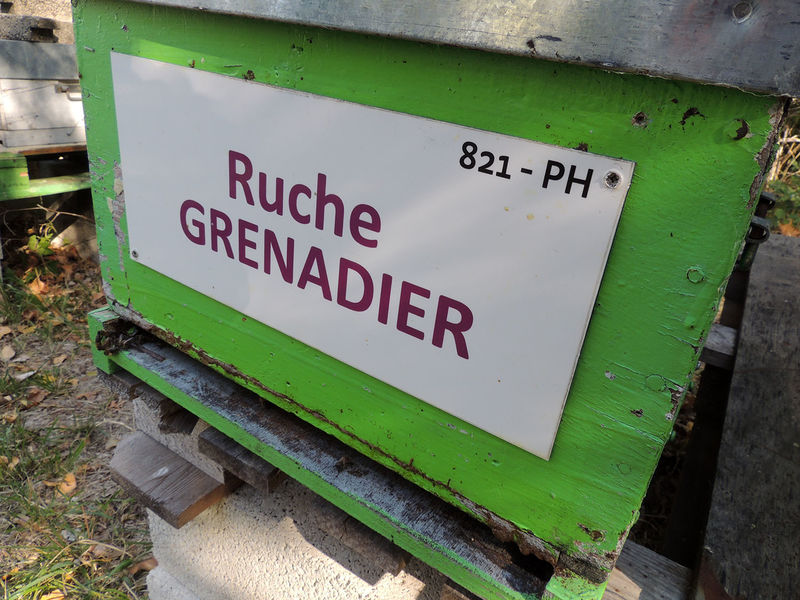 821 - PH
Ruche
GRENADIER